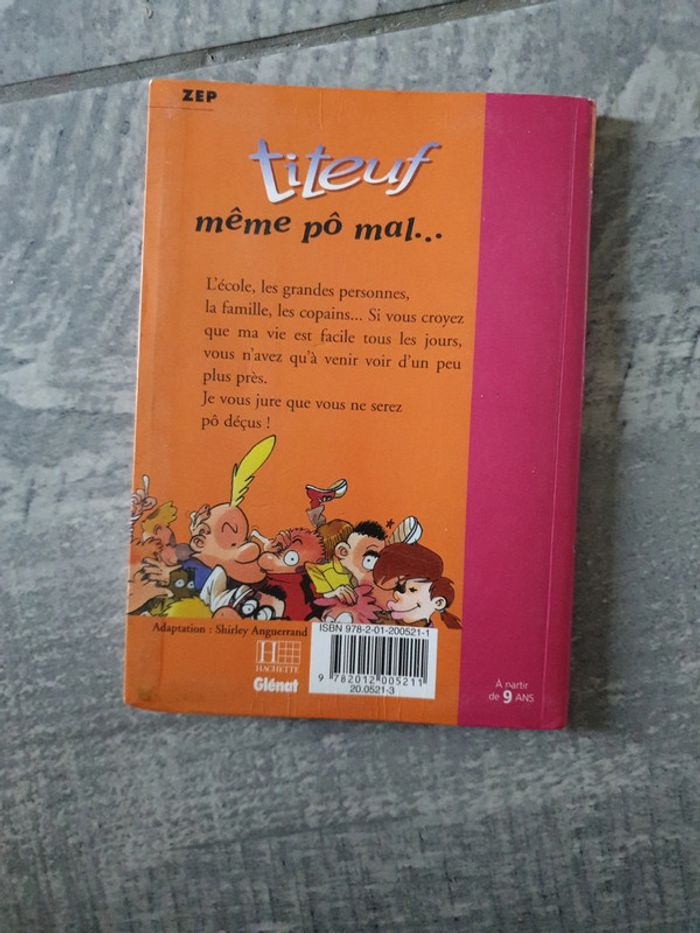 ZEP
titeuf
même pô mal...
L'école, les grandes personnes,
la famille, les copains... Si vous croyez
que ma vie est facile tous les jours,
vous n'avez qu'à venir voir d'un peu
plus près.
Je vous jure que vous ne serez
pô déçus !
Adaptation : Shirley Anguerrand
ISBN 978-2-01-200521-1
9 782012 005211
20.0521-3
H
HACHETTE
Glénat
À partir
de 9 ANS